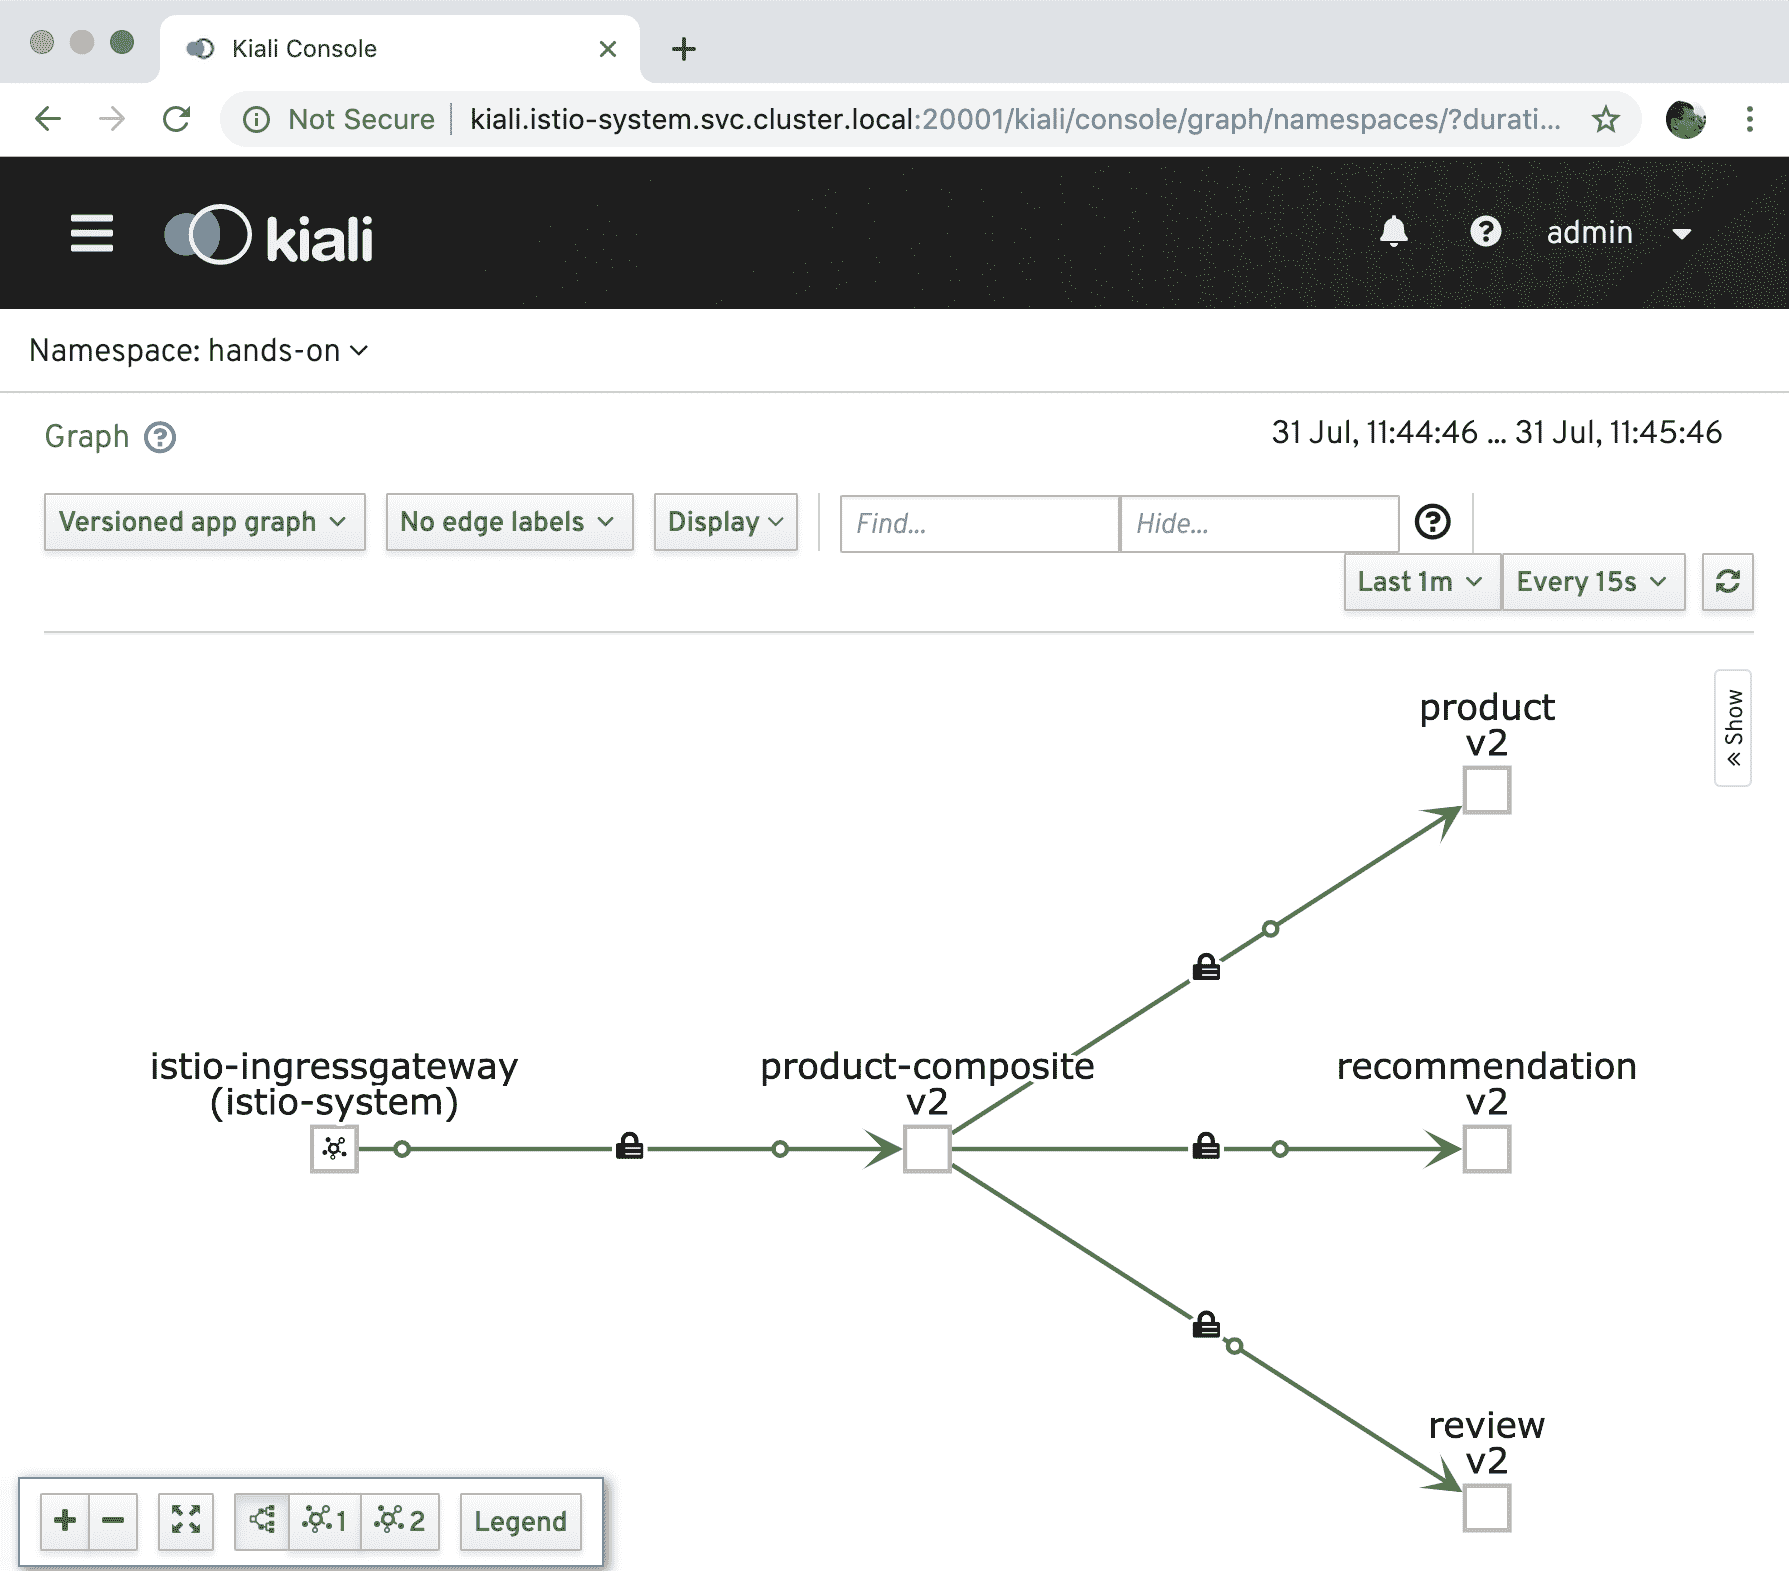 Kiali Console
Not Secure kiali.istio-system.svc.cluster.local:20001/kiali/console/graph/namespaces/?durati...
kiali
admin
Namespace: hands-on
Graph
31 Jul, 11:44:46 ... 31 Jul, 11:45:46
Versioned app graph
No edge labels
Display
Find...
Hide...
Last 1m
Every 15s
« Show
product
v2
istio-ingressgateway
(istio-system)
product-composite
v2
recommendation
v2
review
v2
1
2
Legend